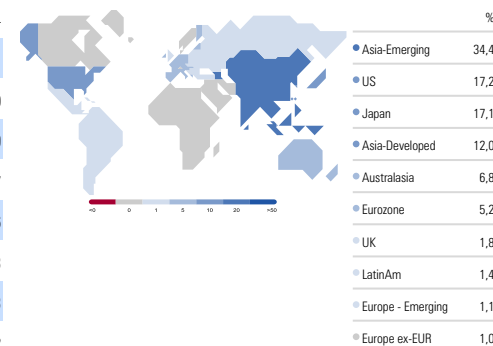 %
Asia-Emerging 34,4
US 17,2
Japan 17,1
Asia-Developed 12,0
Australasia 6,8
Eurozone 5,2
UK 1,8
LatinAm 1,4
Europe - Emerging 1,1
Europe ex-EUR 1,0
<0 0 1 5 10 20 >50